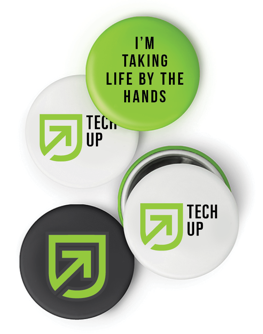 I'M
TAKING
LIFE BY THE
HANDS
TECH
UP
TECH
UP